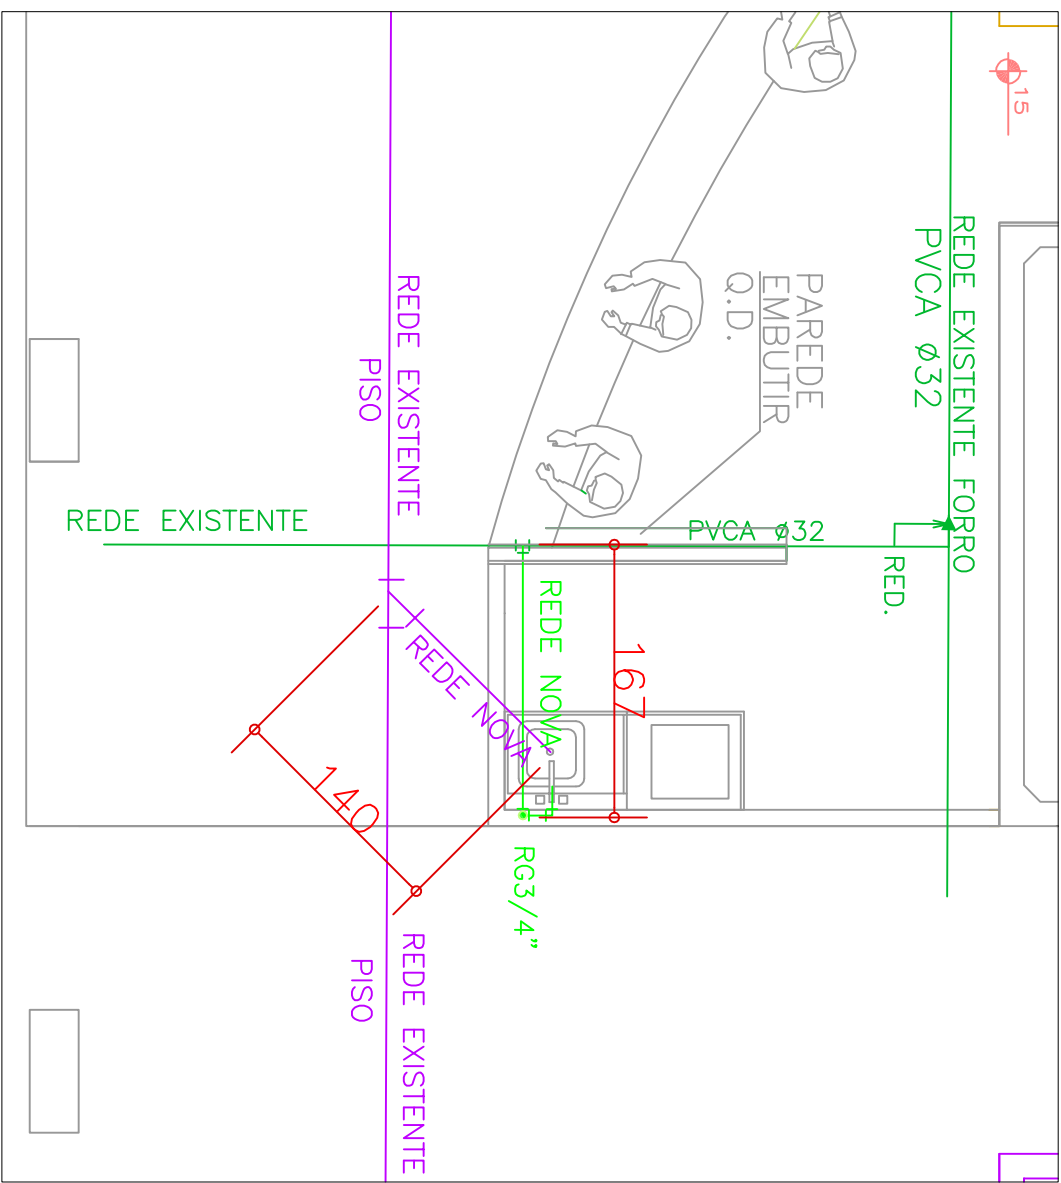 15
REDE EXISTENTE FORRO
PVCA Ø32
PAREDE
EMBUTIR
Q.D.
REDE EXISTENTE
PISO
REDE EXISTENTE
PVCA Ø32
RED.
REDE NOVA
167
REDE NOVA
140
RG3/4"
REDE EXISTENTE
PISO